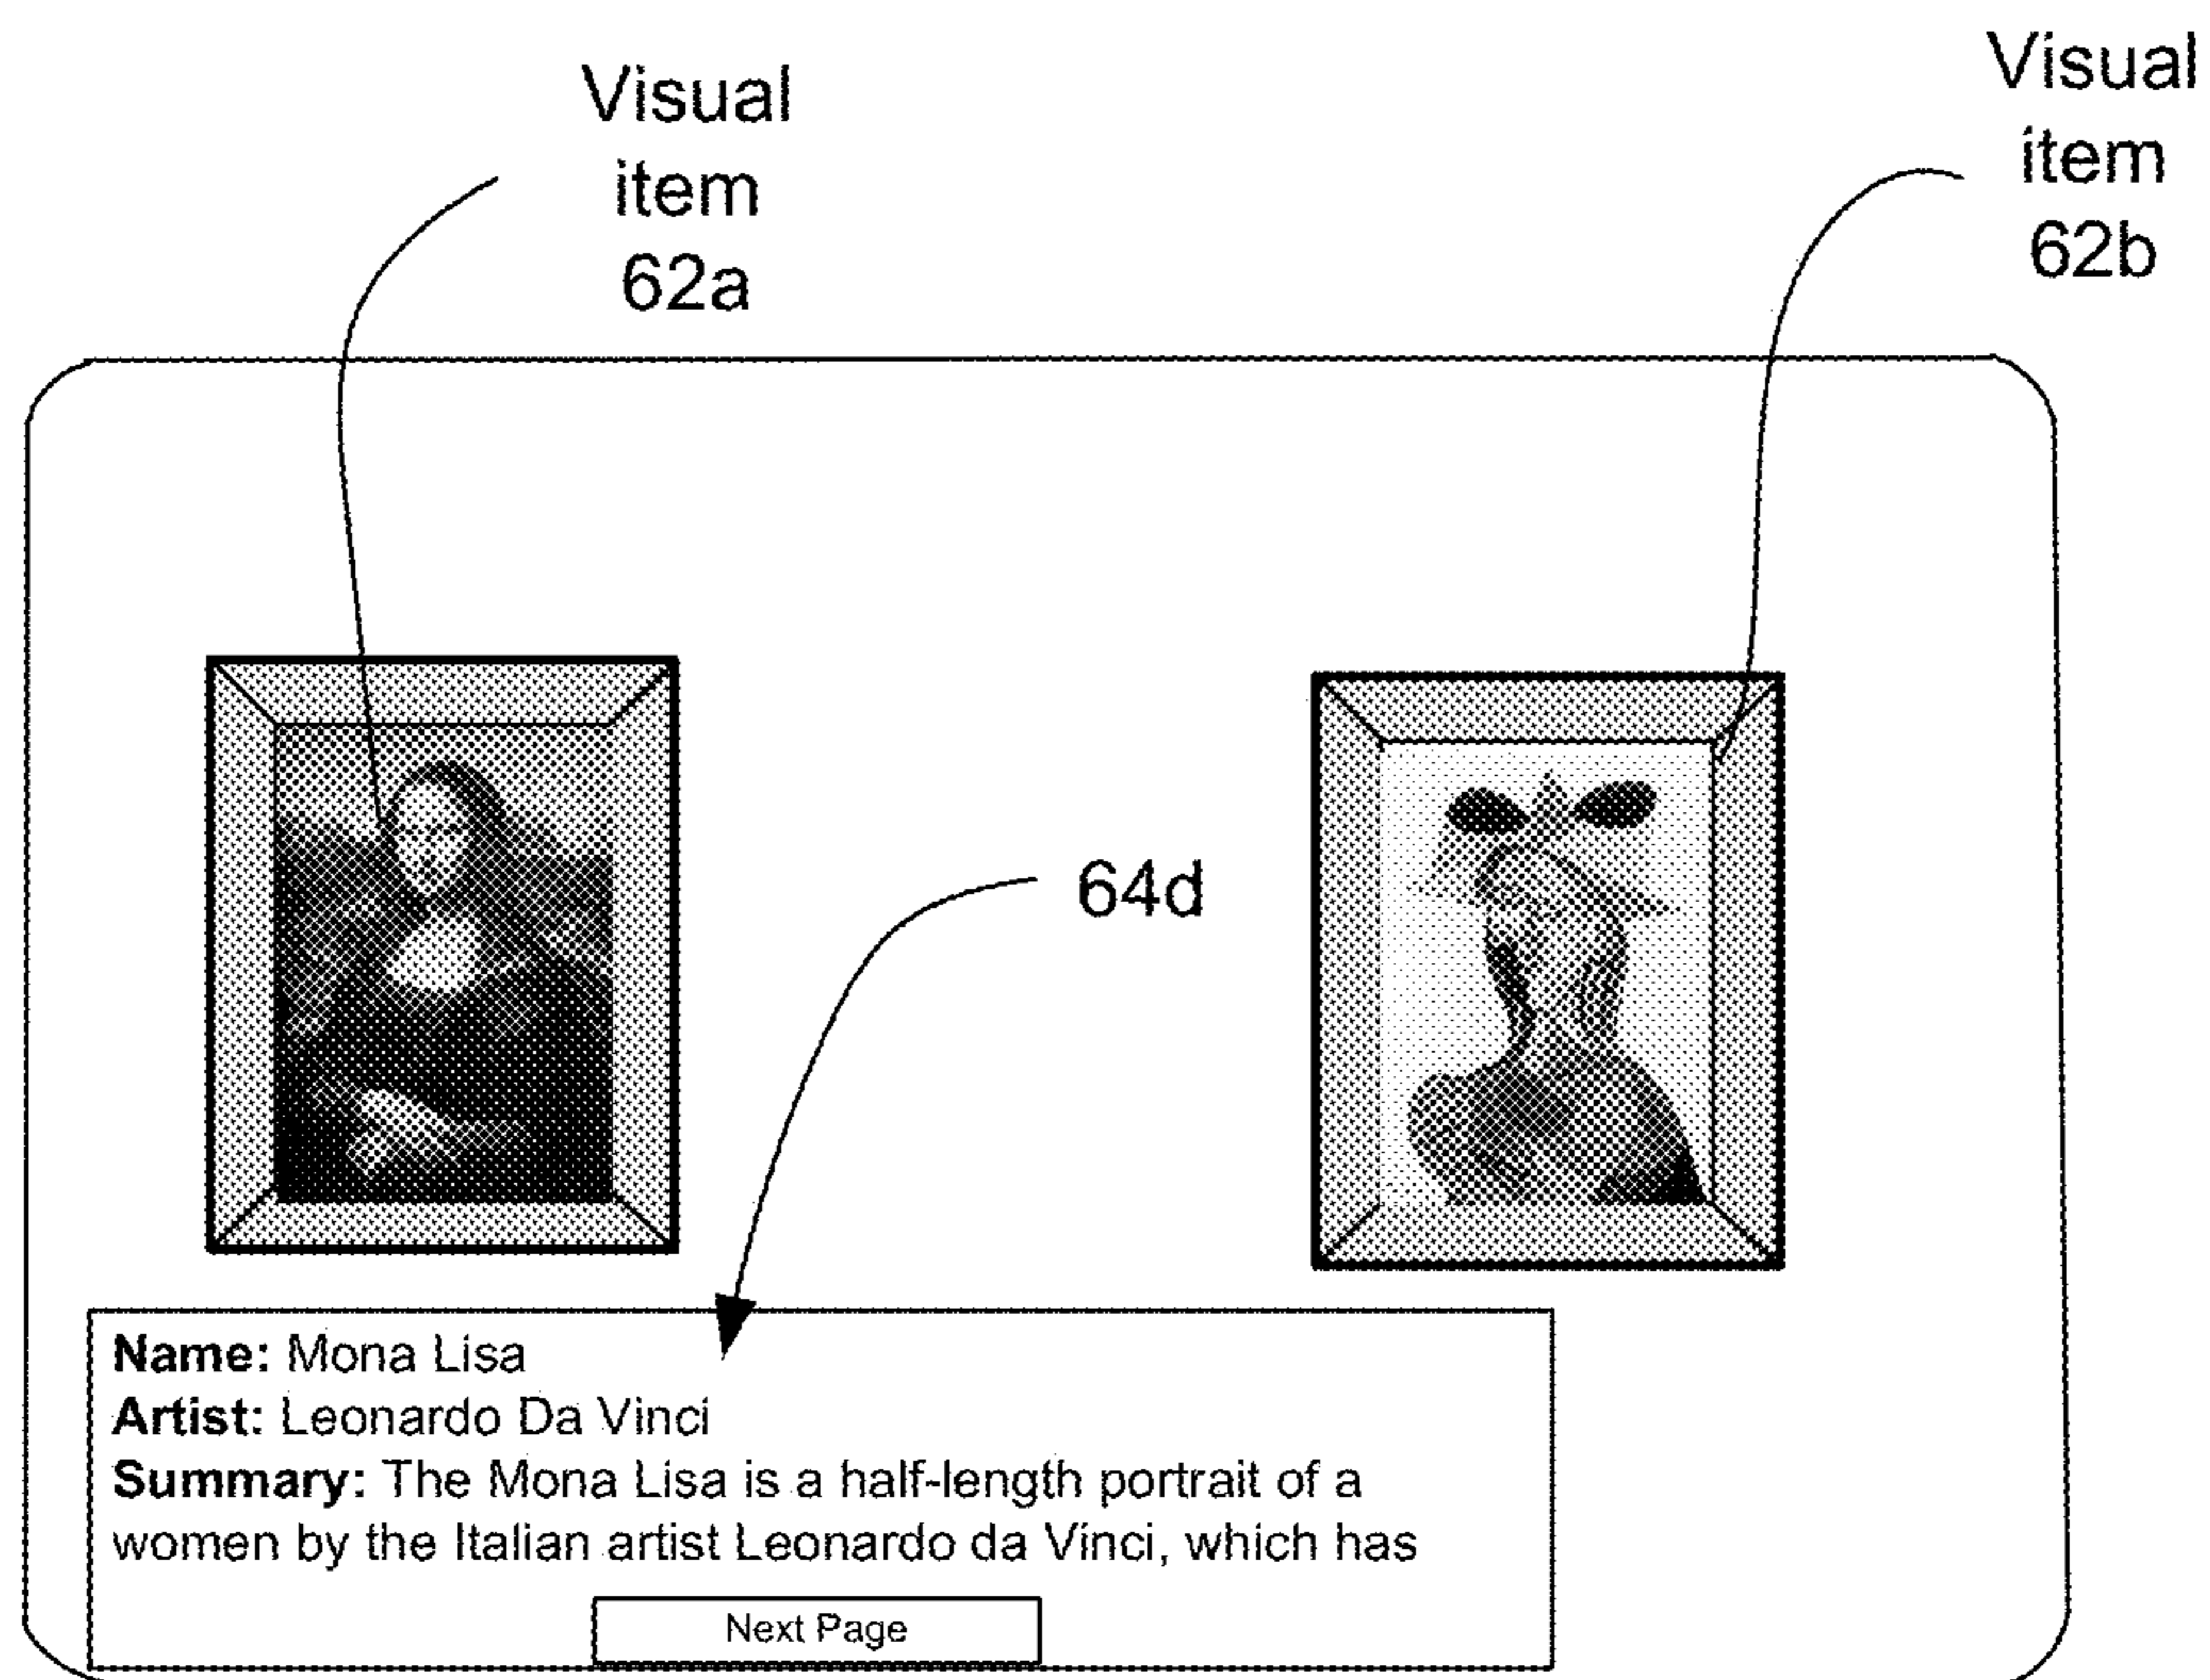 Visual
item
62a
Visual
item
62b
64d
Name: Mona Lisa
Artist: Leonardo Da Vinci
Summary: The Mona Lisa is a half-length portrait of a
women by the Italian artist Leonardo da Vinci, which has
Next Page